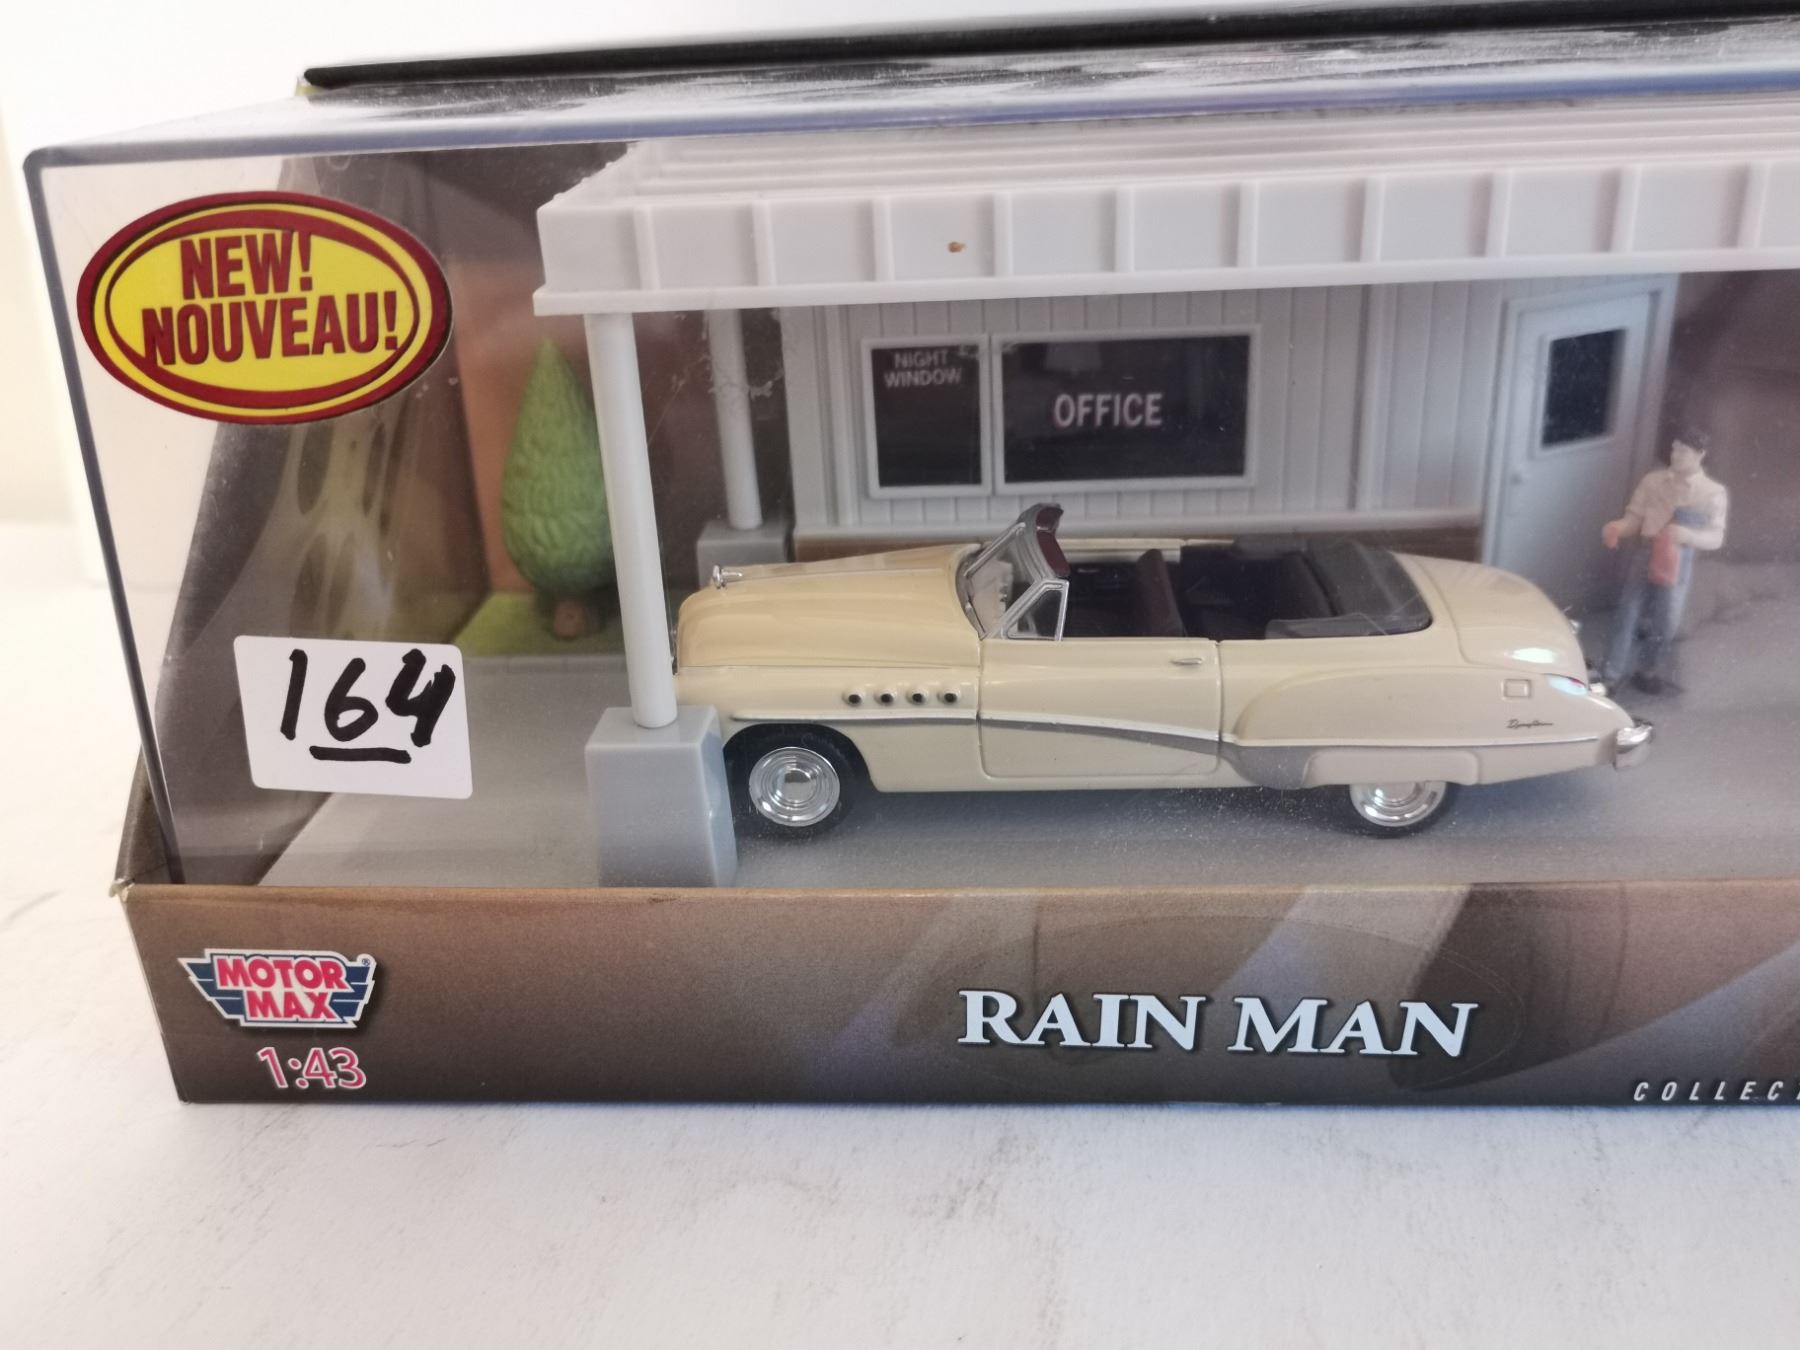 NEW!
NOUVEAU!
NIGHT
WINDOW
OFFICE
164
MOTOR
MAX
®
1:43
RAIN MAN